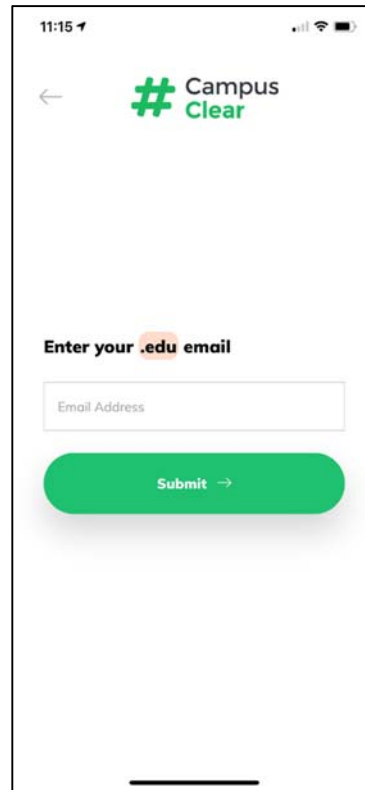 11:15
# Campus
Clear
Enter your .edu email
Email Address
Submit →